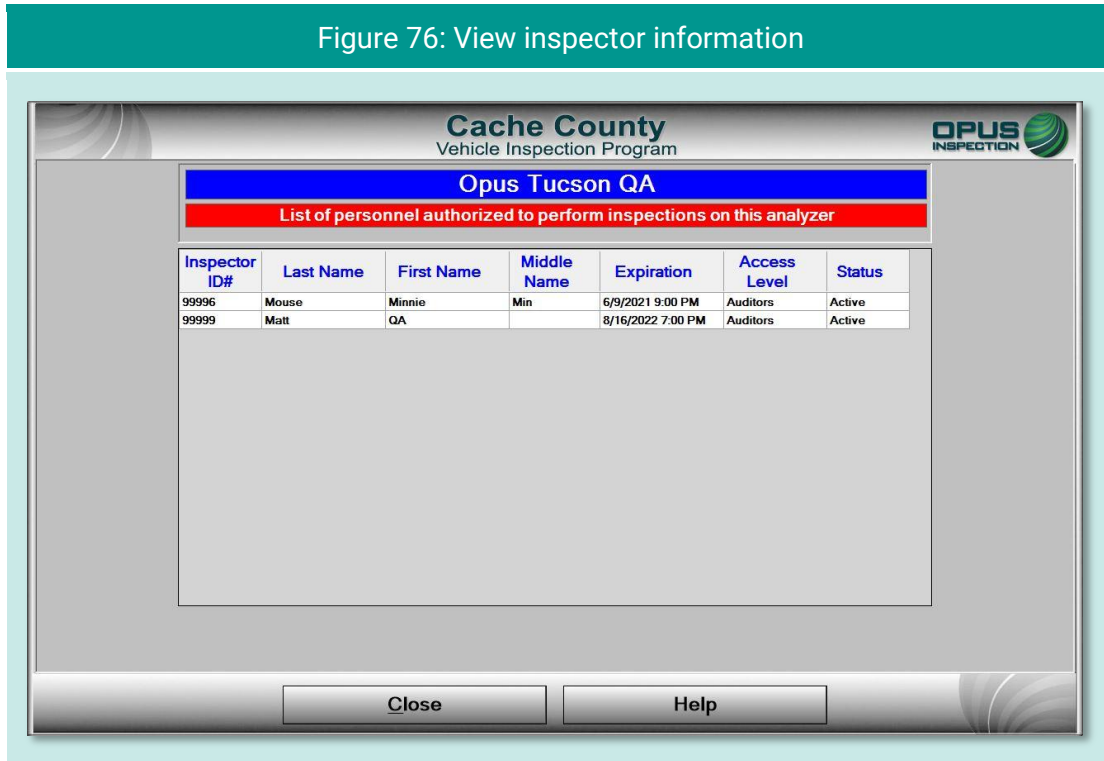 Figure 76: View inspector information
Cache County
Vehicle Inspection Program
OPUS
INSPECTION
Opus Tucson QA
List of personnel authorized to perform inspections on this analyzer
Inspector ID# Last Name First Name Middle Name Expiration Access Level Status
99996 Mouse Minnie Min 6/9/2021 9:00 PM Auditors Active
99999 Matt QA 8/16/2022 7:00 PM Auditors Active
Close Help